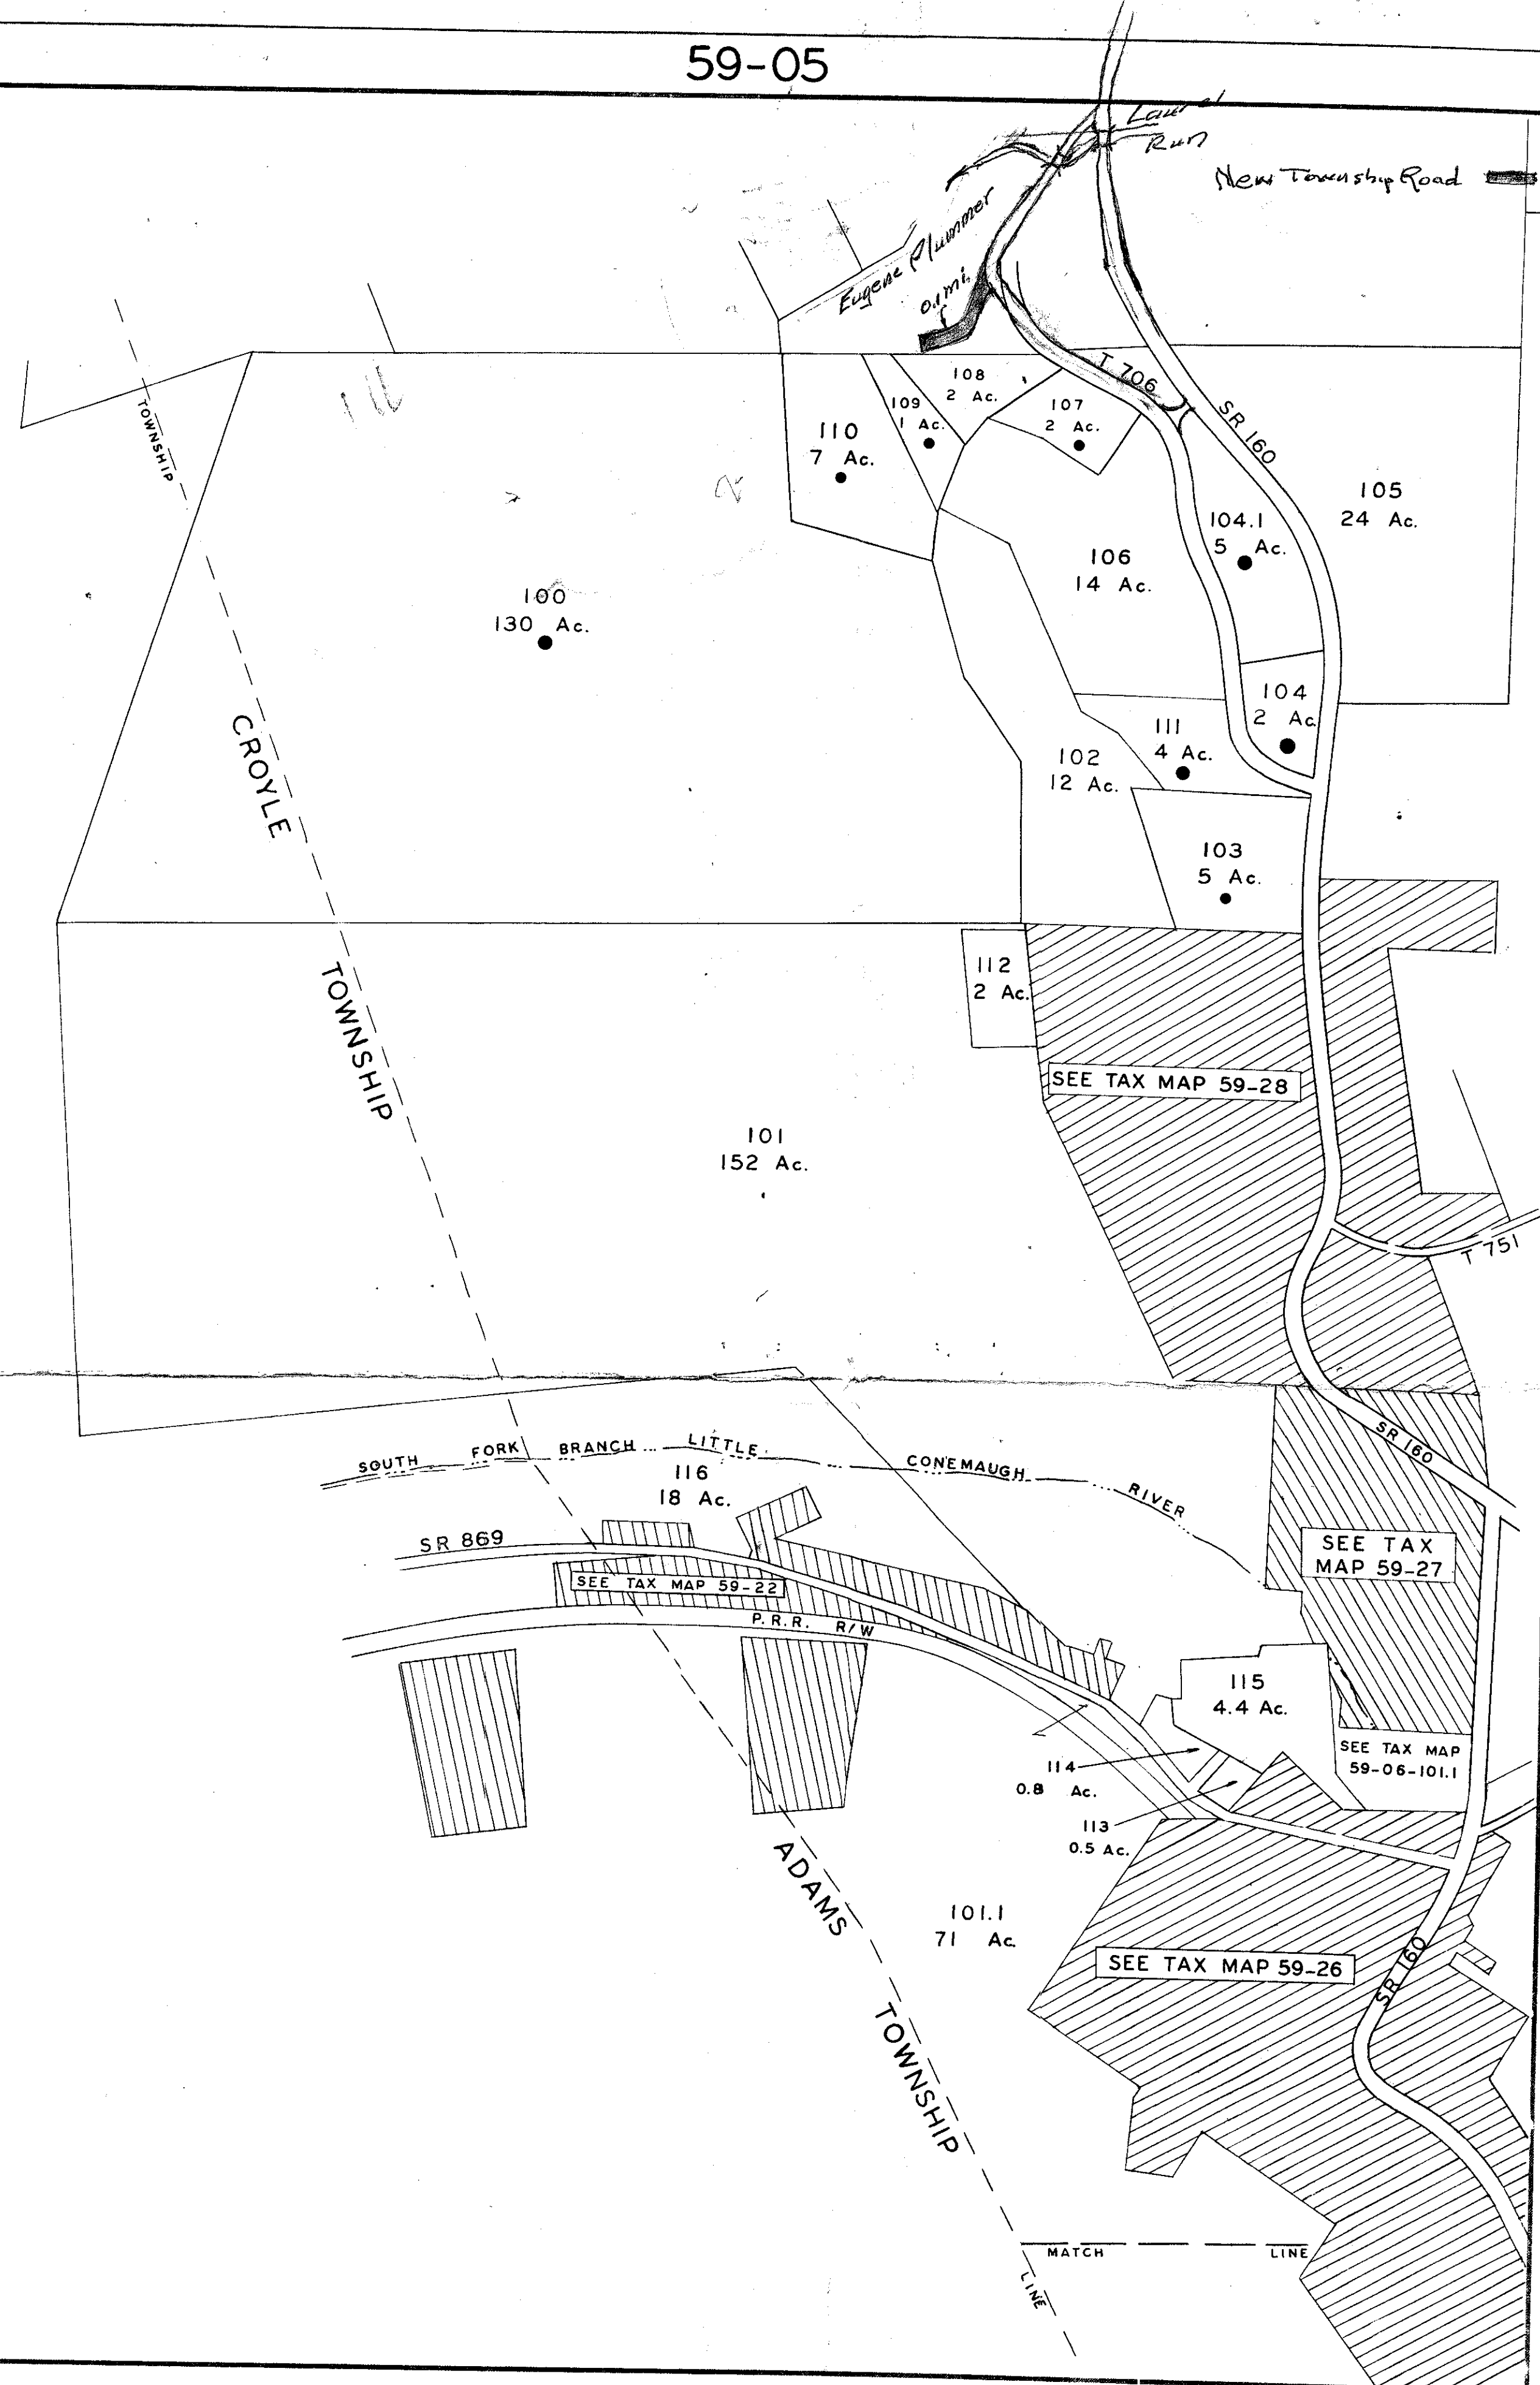 59-05
Laurel
Run
New Township Road
Eugene Plummer
0.1 mi.
TOWNSHIP
108
2 Ac.
T 706
109
1 Ac.
107
2 Ac.
SR 160
110
7 Ac.
105
24 Ac.
104.1
5 Ac.
106
14 Ac.
100
130 Ac.
104
2 Ac.
111
4 Ac.
102
12 Ac.
CROYLE
103
5 Ac.
112
2 Ac.
TOWNSHIP
SEE TAX MAP 59-28
101
152 Ac.
T 751
SR 160
SOUTH FORK BRANCH LITTLE CONEMAUGH RIVER
116
18 Ac.
SR 869
SEE TAX
MAP 59-27
SEE TAX MAP 59-22
P.R.R. R/W
115
4.4 Ac.
SEE TAX MAP
59-06-101.1
114
0.8 Ac.
113
0.5 Ac.
ADAMS
101.1
71 Ac.
SEE TAX MAP 59-26
SR 160
TOWNSHIP
MATCH LINE
LINE